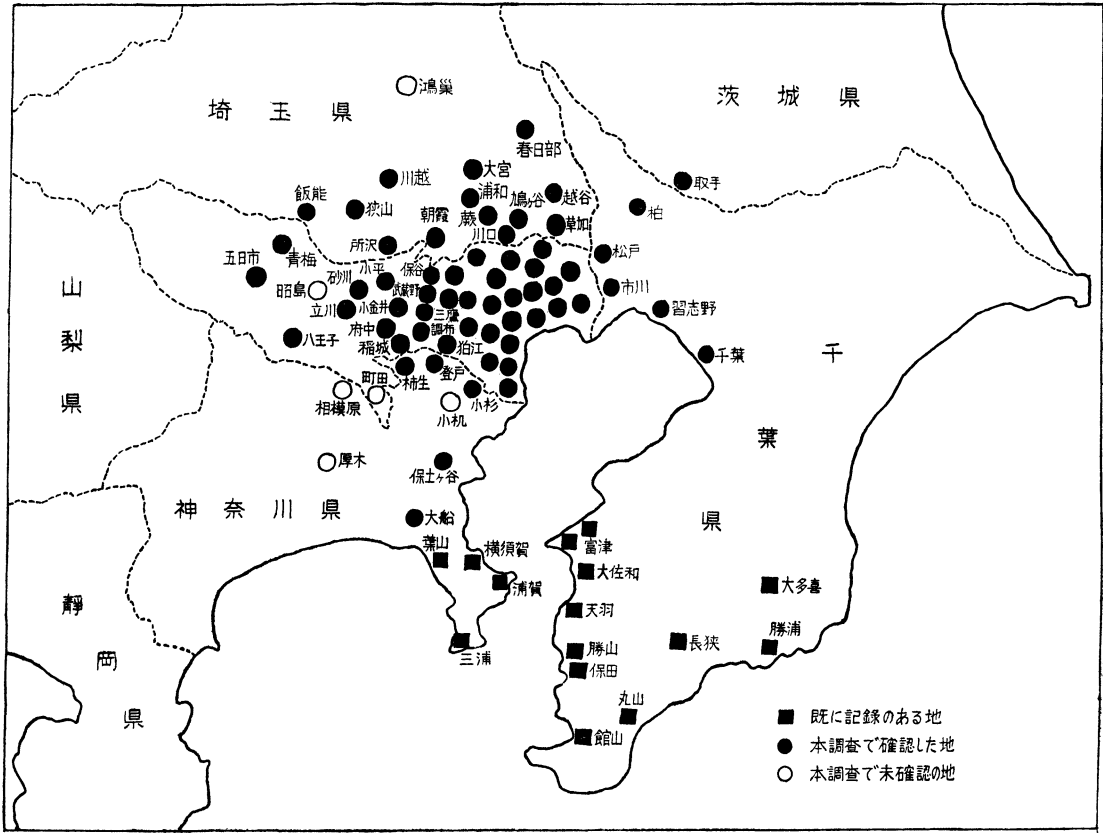 鴻巣
埼玉県
茨城県
春日部
大宮
川越
取手
飯能
浦和
鳩ヶ谷
越谷
柏
狭山
朝霞
蕨
草加
川口
所沢
松戸
五日市
青梅
小平
保谷
砂川
昭島
武蔵野
市川
立川
小金井
三鷹
習志野
府中
調布
八王子
稲城
狛江
千葉
町田
柿生
登戸
相模原
小杉
小机
山梨県
千葉県
厚木
保土ヶ谷
神奈川県
大船
葉山
横須賀
富津
浦賀
大佐和
大多喜
天羽
静岡県
三浦
勝山
長狭
勝浦
保田
丸山
館山
■ 既に記録のある地
● 本調査で確認した地
○ 本調査で未確認の地